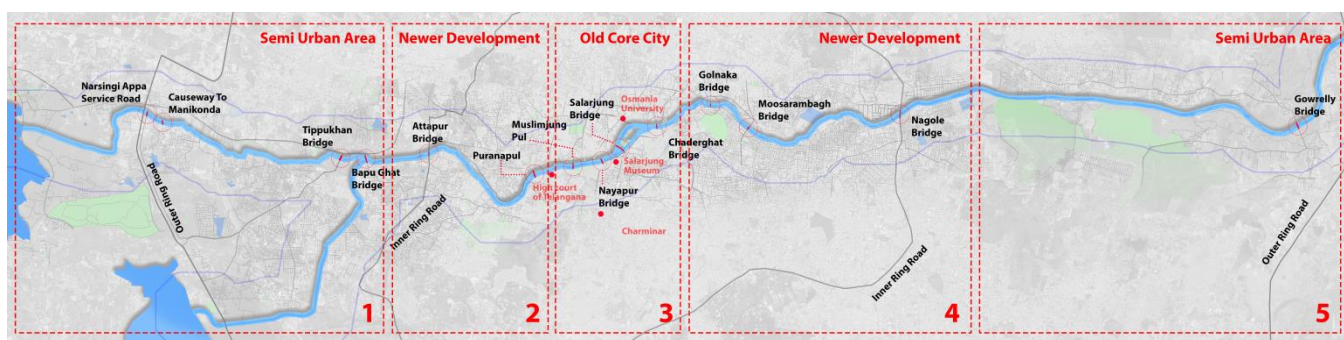 Semi Urban Area
Newer Development
Old Core City
Newer Development
Semi Urban Area
Narsingi Appa
Service Road
Causeway To
Manikonda
Tippukhan
Bridge
Bapu Ghat
Bridge
Outer Ring Road
1
Attapur
Bridge
Inner Ring Road
Puranapul
Muslimjung
Pul
High court
of Telangana
2
Salarjung
Bridge
Osmania
University
Salarjung
Museum
Nayapur
Bridge
Charminar
Chaderghat
Bridge
3
Golnaka
Bridge
Moosarambagh
Bridge
Nagole
Bridge
Inner Ring Road
4
Gowrelly
Bridge
Outer Ring Road
5